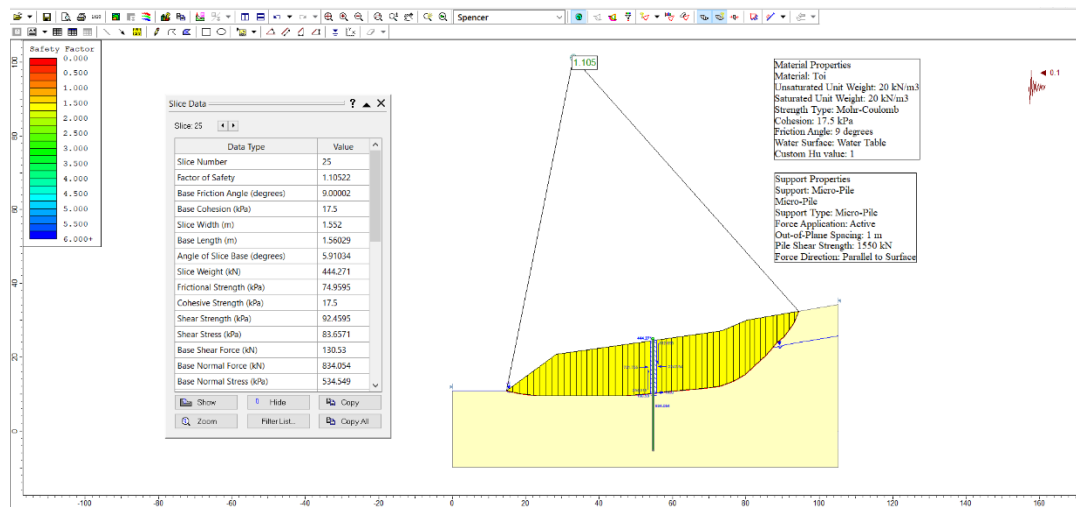 Spencer
Safety Factor
0.000
0.500
1.000
1.500
2.000
2.500
3.000
3.500
4.000
4.500
5.000
5.500
6.000+
Slice Data
Slice: 25
Data Type Value
Slice Number 25
Factor of Safety 1.10522
Base Friction Angle (degrees) 9.00002
Base Cohesion (kPa) 17.5
Slice Width (m) 1.552
Base Length (m) 1.56029
Angle of Slice Base (degrees) 5.91034
Slice Weight (kN) 444.271
Frictional Strength (kPa) 74.9595
Cohesive Strength (kPa) 17.5
Shear Strength (kPa) 92.4595
Shear Stress (kPa) 83.6571
Base Shear Force (kN) 130.53
Base Normal Force (kN) 834.054
Base Normal Stress (kPa) 534.549
Show Hide Copy
Zoom Filter List... Copy All
1.105
Material Properties
Material: Toi
Unsaturated Unit Weight: 20 kN/m3
Saturated Unit Weight: 20 kN/m3
Strength Type: Mohr-Coulomb
Cohesion: 17.5 kPa
Friction Angle: 9 degrees
Water Surface: Water Table
Custom Hu value: 1
Support Properties
Support: Micro-Pile
Micro-Pile
Support Type: Micro-Pile
Force Application: Active
Out-of-Plane Spacing: 1 m
Pile Shear Strength: 1550 kN
Force Direction: Parallel to Surface
0.1
100
80
60
40
20
0
-100 -80 -60 -40 -20 0 20 40 60 80 100 120 140 160